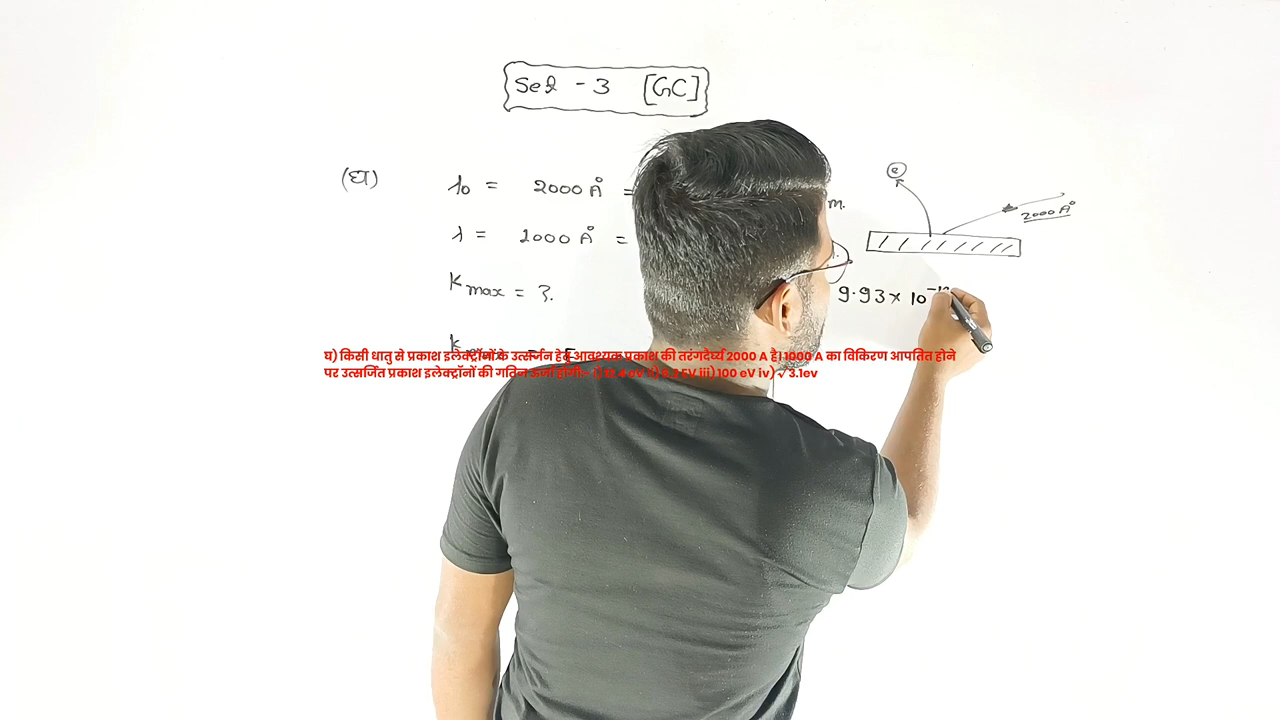 Set - 3 [GC]
(घ) λ0 = 2000 Å = m.
λ = 1000 Å =
Kmax = ?
9.93 × 10
e
2000 Å
घ) किसी धातु से प्रकाश इलेक्ट्रॉनों के उत्सर्जन हेतु आवश्यक प्रकाश की तरंगदैर्घ्य 2000 A है। 1000 A का विकिरण आपतित होने
पर उत्सर्जित प्रकाश इलेक्ट्रॉनों की गतिज ऊर्जा होगी:- iii) 100 eV iv) √3.1ev